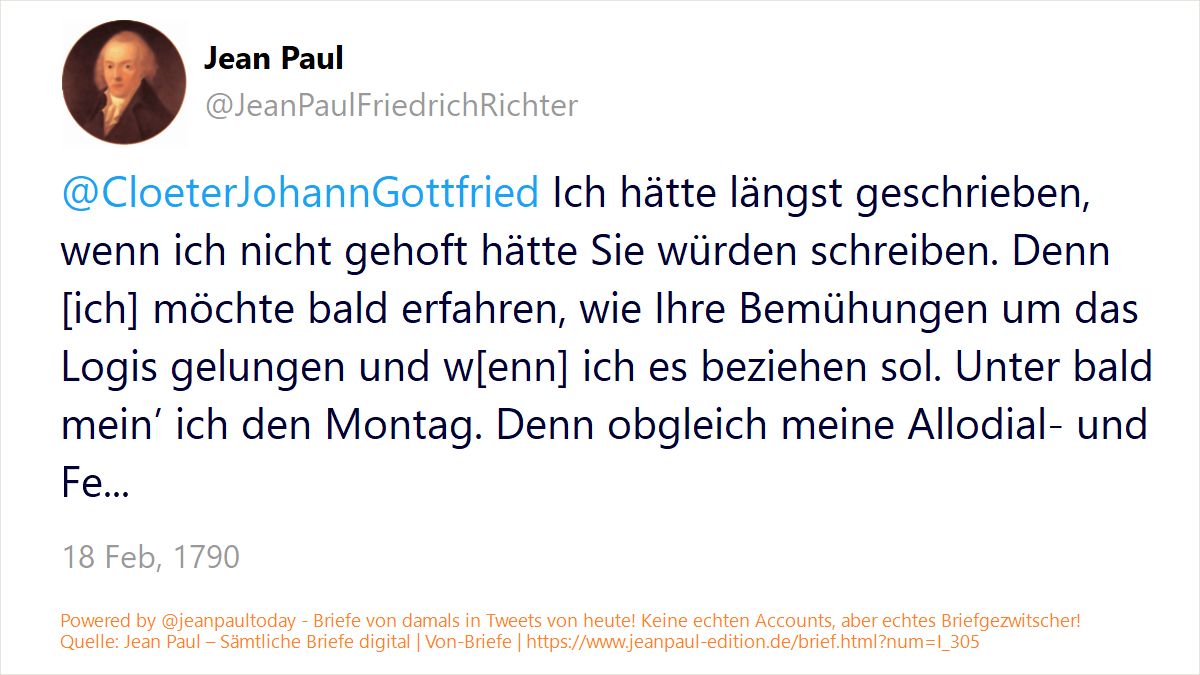 Jean Paul
@JeanPaulFriedrichRichter
@CloeterJohannGottfried Ich hätte längst geschrieben,
wenn ich nicht gehoft hätte Sie würden schreiben. Denn
[ich] möchte bald erfahren, wie Ihre Bemühungen um das
Logis gelungen und w[enn] ich es beziehen sol. Unter bald
mein’ ich den Montag. Denn obgleich meine Allodial- und
Fe...
18 Feb, 1790
Powered by @jeanpaultoday - Briefe von damals in Tweets von heute! Keine echten Accounts, aber echtes Briefgezwitscher!
Quelle: Jean Paul – Sämtliche Briefe digital | Von-Briefe | https://www.jeanpaul-edition.de/brief.html?num=I_305